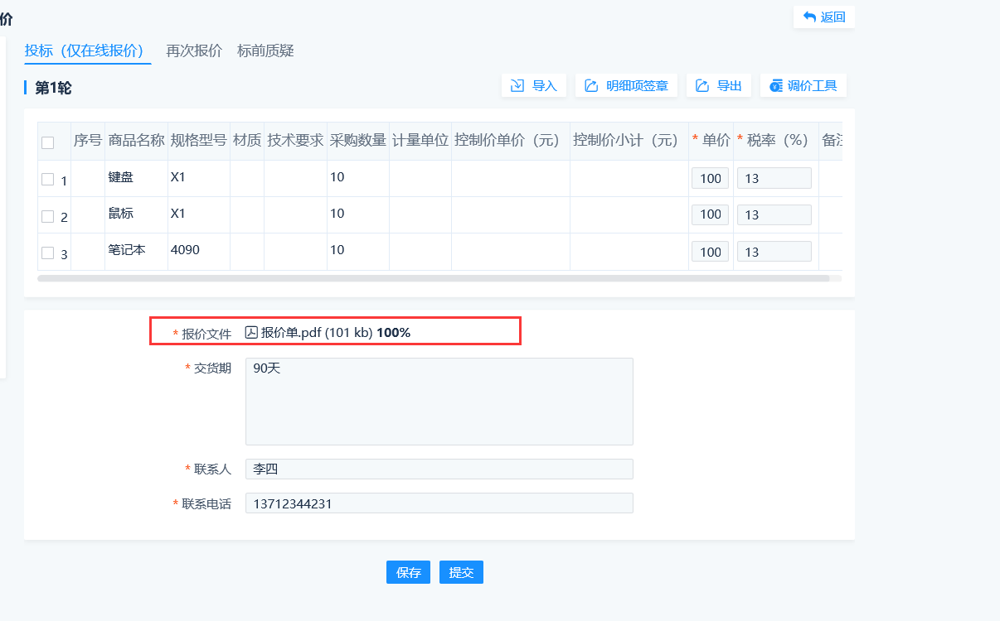 价
返回
投标（仅在线报价） 再次报价 标前质疑
第1轮
导入 明细项签章 导出 调价工具
序号 商品名称 规格型号 材质 技术要求 采购数量 计量单位 控制价单价（元） 控制价小计（元） * 单价 * 税率（%） 备注
1 键盘 X1 10 100 13
2 鼠标 X1 10 100 13
3 笔记本 4090 10 100 13
* 报价文件 报价单.pdf (101 kb) 100%
* 交货期 90天
* 联系人 李四
* 联系电话 13712344231
保存 提交